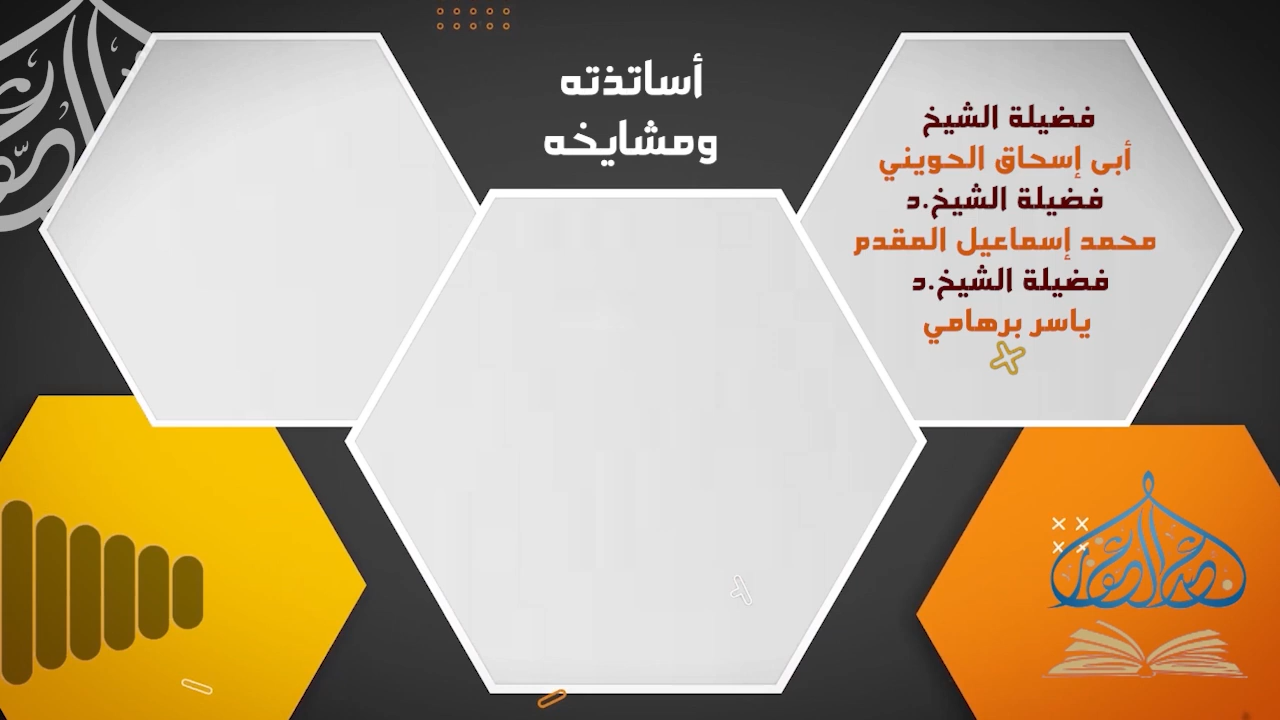 أساتذته
ومشايخه
فضيلة الشيخ
أبى إسحاق الحويني
فضيلة الشيخ.د
محمد إسماعيل المقدم
فضيلة الشيخ.د
ياسر برهامي